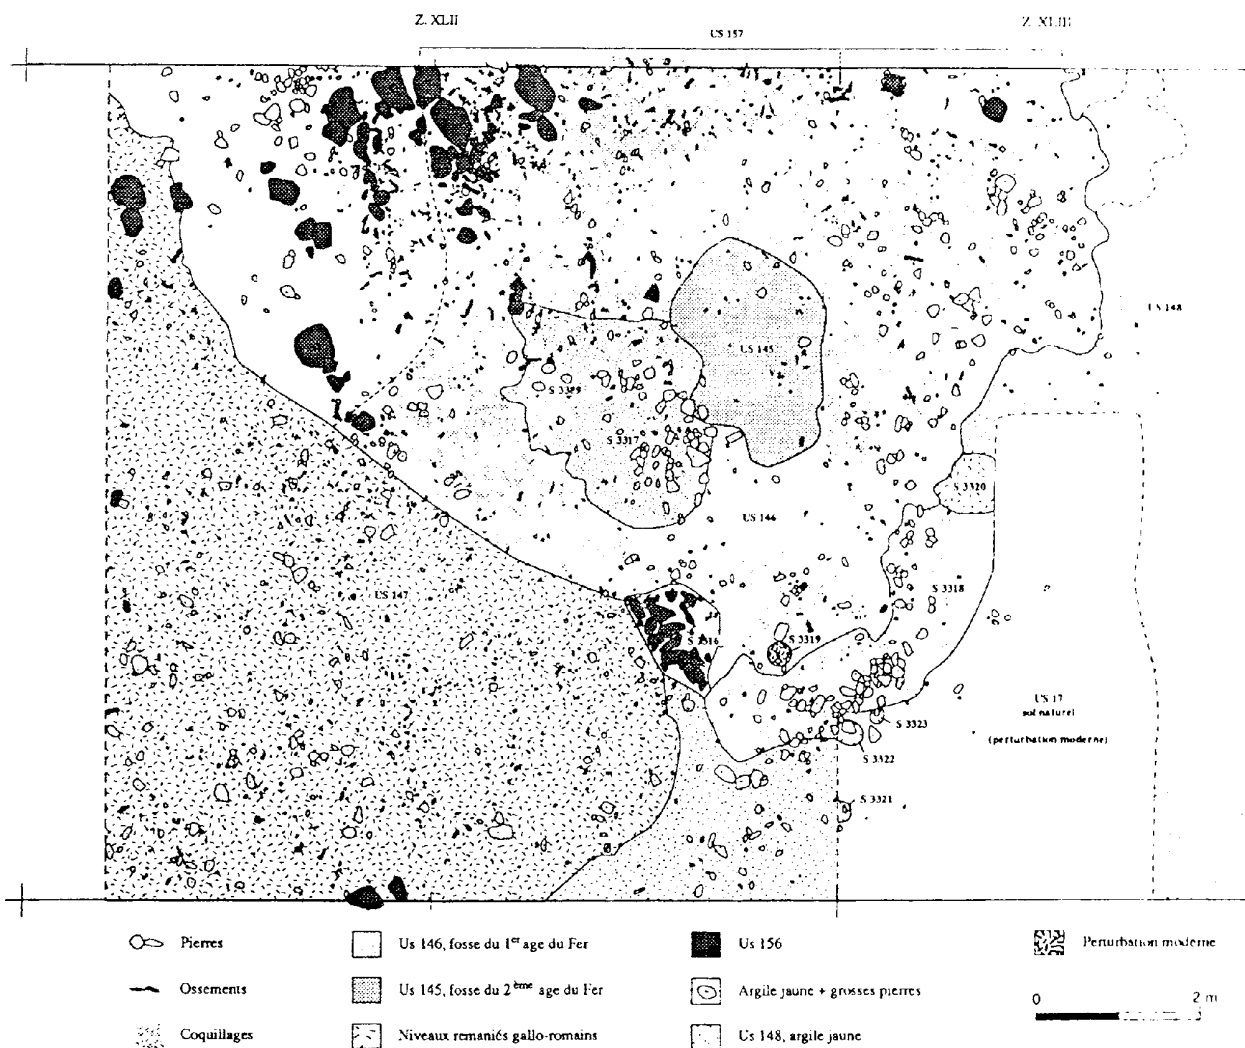 Z. XLII
Z. XLIII
US 157
US 148
US 145
S 3317
S 3320
US 146
US 147
S 3318
S 3319
US 17
sol naturel
(perturbation moderne)
S 3323
S 3322
S 3321
Pierres
Us 146, fosse du 1er age du Fer
Us 156
Perturbation moderne
Ossements
Us 145, fosse du 2ème age du Fer
Argile jaune + grosses pierres
0 2 m
Coquillages
Niveaux remaniés gallo-romains
Us 148, argile jaune